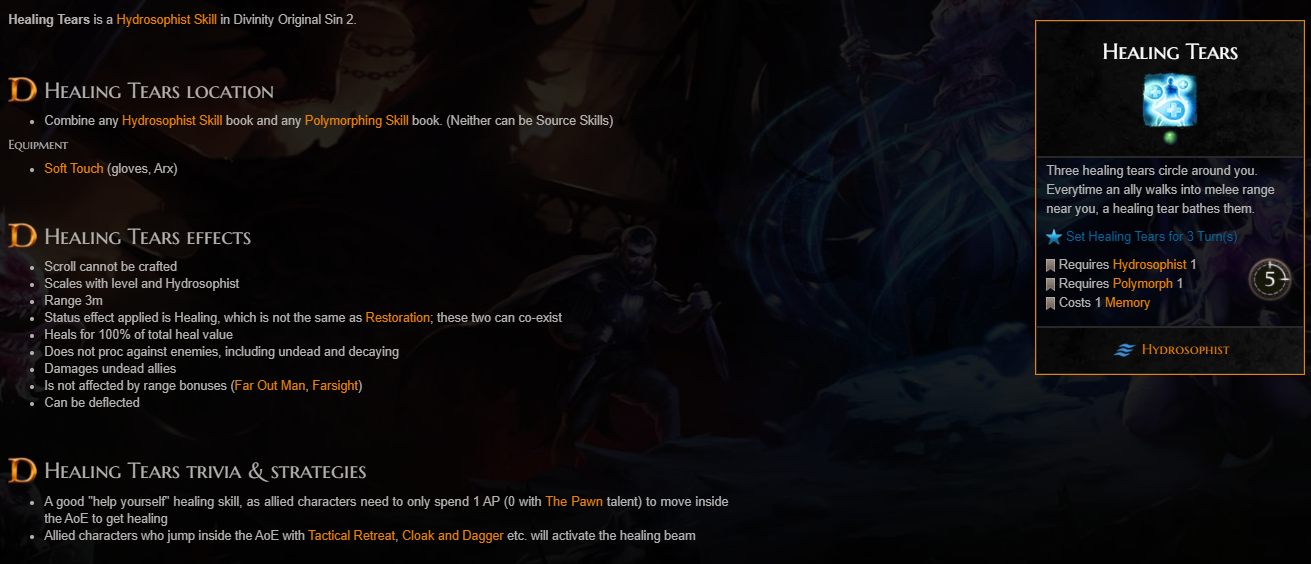 Healing Tears is a Hydrosophist Skill in Divinity Original Sin 2.
Healing Tears location
Combine any Hydrosophist Skill book and any Polymorphing Skill book. (Neither can be Source Skills)
Equipment
Soft Touch (gloves, Arx)
Healing Tears effects
Scroll cannot be crafted
Scales with level and Hydrosophist
Range 3m
Status effect applied is Healing, which is not the same as Restoration; these two can co-exist
Heals for 100% of total heal value
Does not proc against enemies, including undead and decaying
Damages undead allies
Is not affected by range bonuses (Far Out Man, Farsight)
Can be deflected
Healing Tears trivia & strategies
A good "help yourself" healing skill, as allied characters need to only spend 1 AP (0 with The Pawn talent) to move inside
the AoE to get healing
Allied characters who jump inside the AoE with Tactical Retreat, Cloak and Dagger etc. will activate the healing beam
Healing Tears
Three healing tears circle around you.
Everytime an ally walks into melee range
near you, a healing tear bathes them.
Set Healing Tears for 3 Turn(s)
Requires Hydrosophist 1
Requires Polymorph 1
5
Costs 1 Memory
Hydrosophist